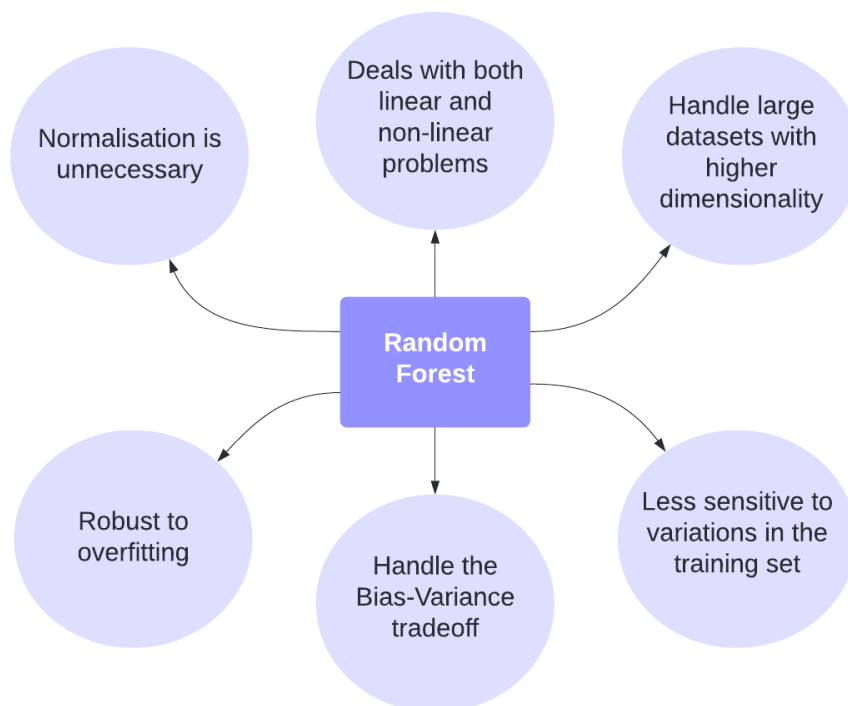 Normalisation is
unnecessary
Deals with both
linear and
non-linear
problems
Handle large
datasets with
higher
dimensionality
Random
Forest
Robust to
overfitting
Handle the
Bias-Variance
tradeoff
Less sensitive to
variations in the
training set